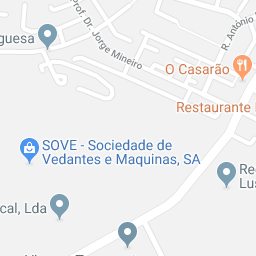 Prof. Dr. Jorge Mineiro
R. António
guesa
O Casarão
Restaurante
SOVE - Sociedade de
Vedantes e Maquinas, SA
Re
Lus
cal, Lda